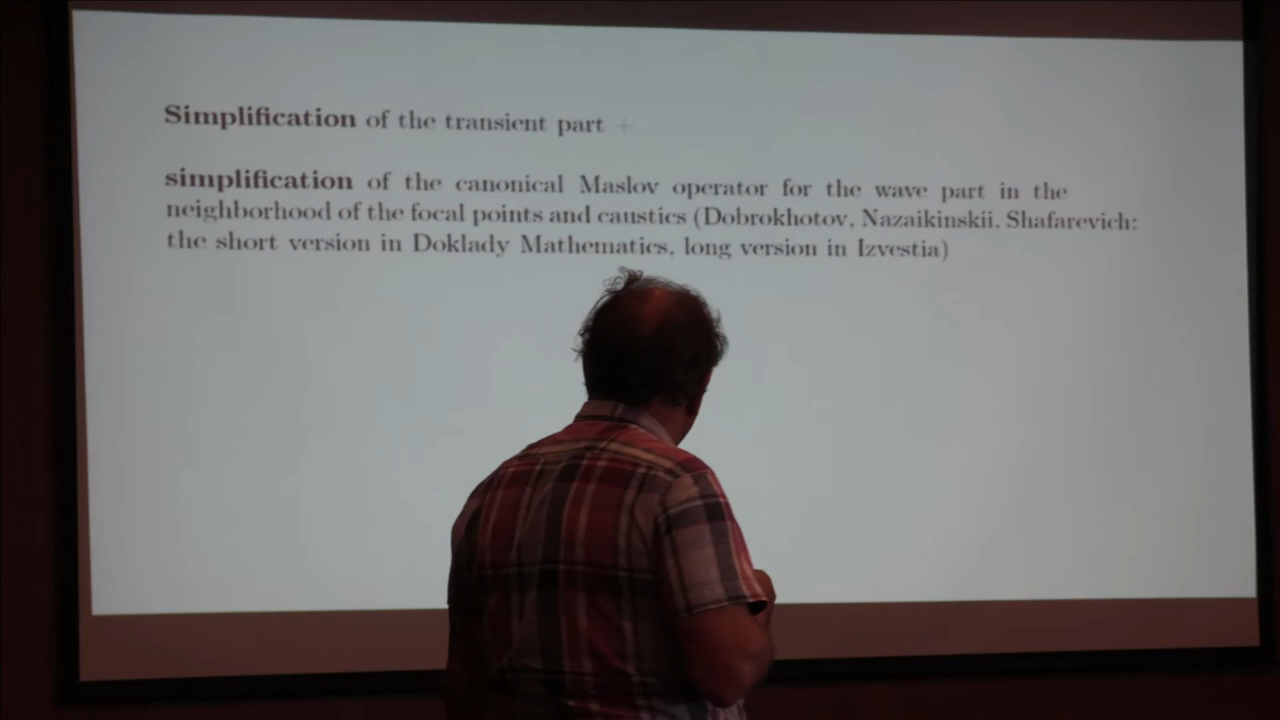 Simplification of the transient part +
simplification of the canonical Maslov operator for the wave part in the
neighborhood of the focal points and caustics (Dobrokhotov, Nazaikinskii, Shafarevich:
the short version in Doklady Mathematics, long version in Izvestia)